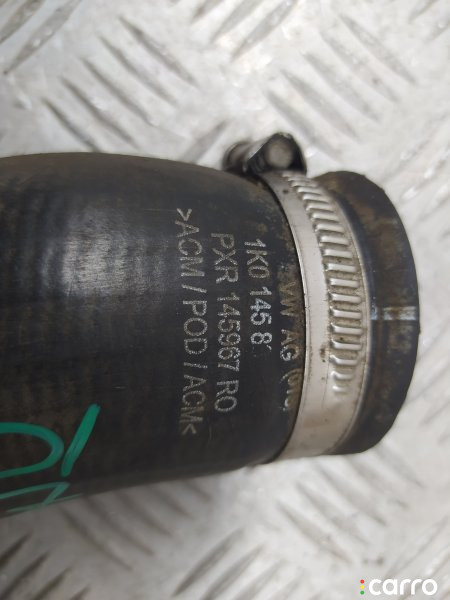 VW AG
1K0 145 8
PXR 145967 RO
>ACM / POD / ACM<
carro